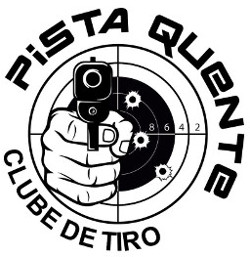 PISTA QUENTE
8 6 4 2
CLUBE DE TIRO